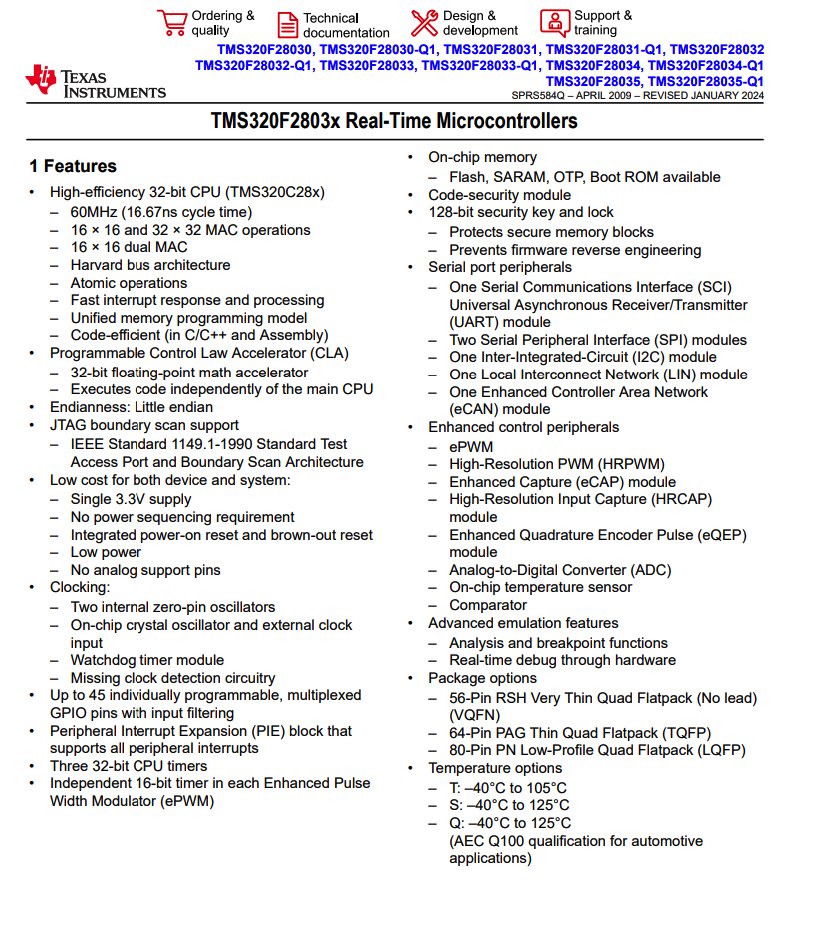 Ordering &
quality
Technical
documentation
Design &
development
Support &
training
TMS320F28030, TMS320F28030-Q1, TMS320F28031, TMS320F28031-Q1, TMS320F28032
TMS320F28032-Q1, TMS320F28033, TMS320F28033-Q1, TMS320F28034, TMS320F28034-Q1
TMS320F28035, TMS320F28035-Q1
SPRS584Q – APRIL 2009 – REVISED JANUARY 2024
TEXAS
INSTRUMENTS
TMS320F2803x Real-Time Microcontrollers
1 Features
• High-efficiency 32-bit CPU (TMS320C28x)
– 60MHz (16.67ns cycle time)
– 16 × 16 and 32 × 32 MAC operations
– 16 × 16 dual MAC
– Harvard bus architecture
– Atomic operations
– Fast interrupt response and processing
– Unified memory programming model
– Code-efficient (in C/C++ and Assembly)
• Programmable Control Law Accelerator (CLA)
– 32-bit floating-point math accelerator
– Executes code independently of the main CPU
• Endianness: Little endian
• JTAG boundary scan support
– IEEE Standard 1149.1-1990 Standard Test
Access Port and Boundary Scan Architecture
• Low cost for both device and system:
– Single 3.3V supply
– No power sequencing requirement
– Integrated power-on reset and brown-out reset
– Low power
– No analog support pins
• Clocking:
– Two internal zero-pin oscillators
– On-chip crystal oscillator and external clock
input
– Watchdog timer module
– Missing clock detection circuitry
• Up to 45 individually programmable, multiplexed
GPIO pins with input filtering
• Peripheral Interrupt Expansion (PIE) block that
supports all peripheral interrupts
• Three 32-bit CPU timers
• Independent 16-bit timer in each Enhanced Pulse
Width Modulator (ePWM)
• On-chip memory
– Flash, SARAM, OTP, Boot ROM available
• Code-security module
• 128-bit security key and lock
– Protects secure memory blocks
– Prevents firmware reverse engineering
• Serial port peripherals
– One Serial Communications Interface (SCI)
Universal Asynchronous Receiver/Transmitter
(UART) module
– Two Serial Peripheral Interface (SPI) modules
– One Inter-Integrated-Circuit (I2C) module
– One Local Interconnect Network (LIN) module
– One Enhanced Controller Area Network
(eCAN) module
• Enhanced control peripherals
– ePWM
– High-Resolution PWM (HRPWM)
– Enhanced Capture (eCAP) module
– High-Resolution Input Capture (HRCAP)
module
– Enhanced Quadrature Encoder Pulse (eQEP)
module
– Analog-to-Digital Converter (ADC)
– On-chip temperature sensor
– Comparator
• Advanced emulation features
– Analysis and breakpoint functions
– Real-time debug through hardware
• Package options
– 56-Pin RSH Very Thin Quad Flatpack (No lead)
(VQFN)
– 64-Pin PAG Thin Quad Flatpack (TQFP)
– 80-Pin PN Low-Profile Quad Flatpack (LQFP)
• Temperature options
– T: –40°C to 105°C
– S: –40°C to 125°C
– Q: –40°C to 125°C
(AEC Q100 qualification for automotive
applications)